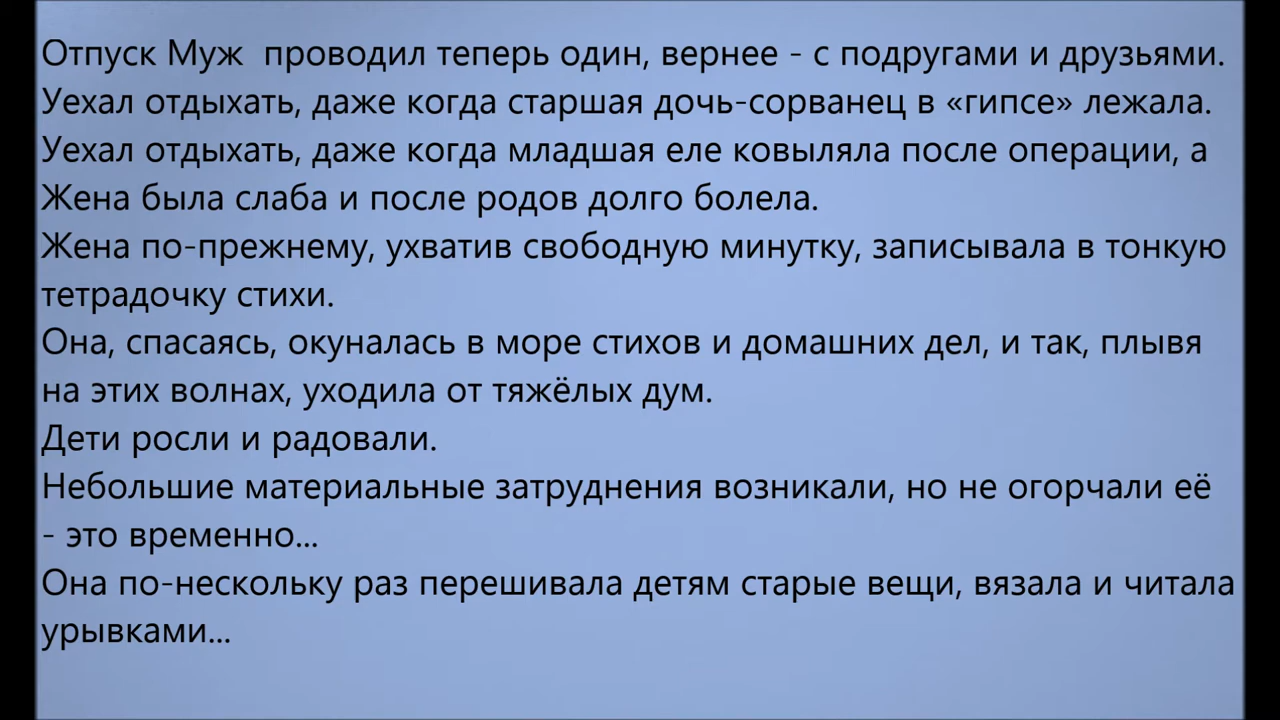 Отпуск Муж  проводил теперь один, вернее - с подругами и друзьями.
Уехал отдыхать, даже когда старшая дочь-сорванец в «гипсе» лежала.
Уехал отдыхать, даже когда младшая еле ковыляла после операции, а
Жена была слаба и после родов долго болела.
Жена по-прежнему, ухватив свободную минутку, записывала в тонкую
тетрадочку стихи.
Она, спасаясь, окуналась в море стихов и домашних дел, и так, плывя
на этих волнах, уходила от тяжёлых дум.
Дети росли и радовали.
Небольшие материальные затруднения возникали, но не огорчали её
- это временно...
Она по-нескольку раз перешивала детям старые вещи, вязала и читала
урывками...